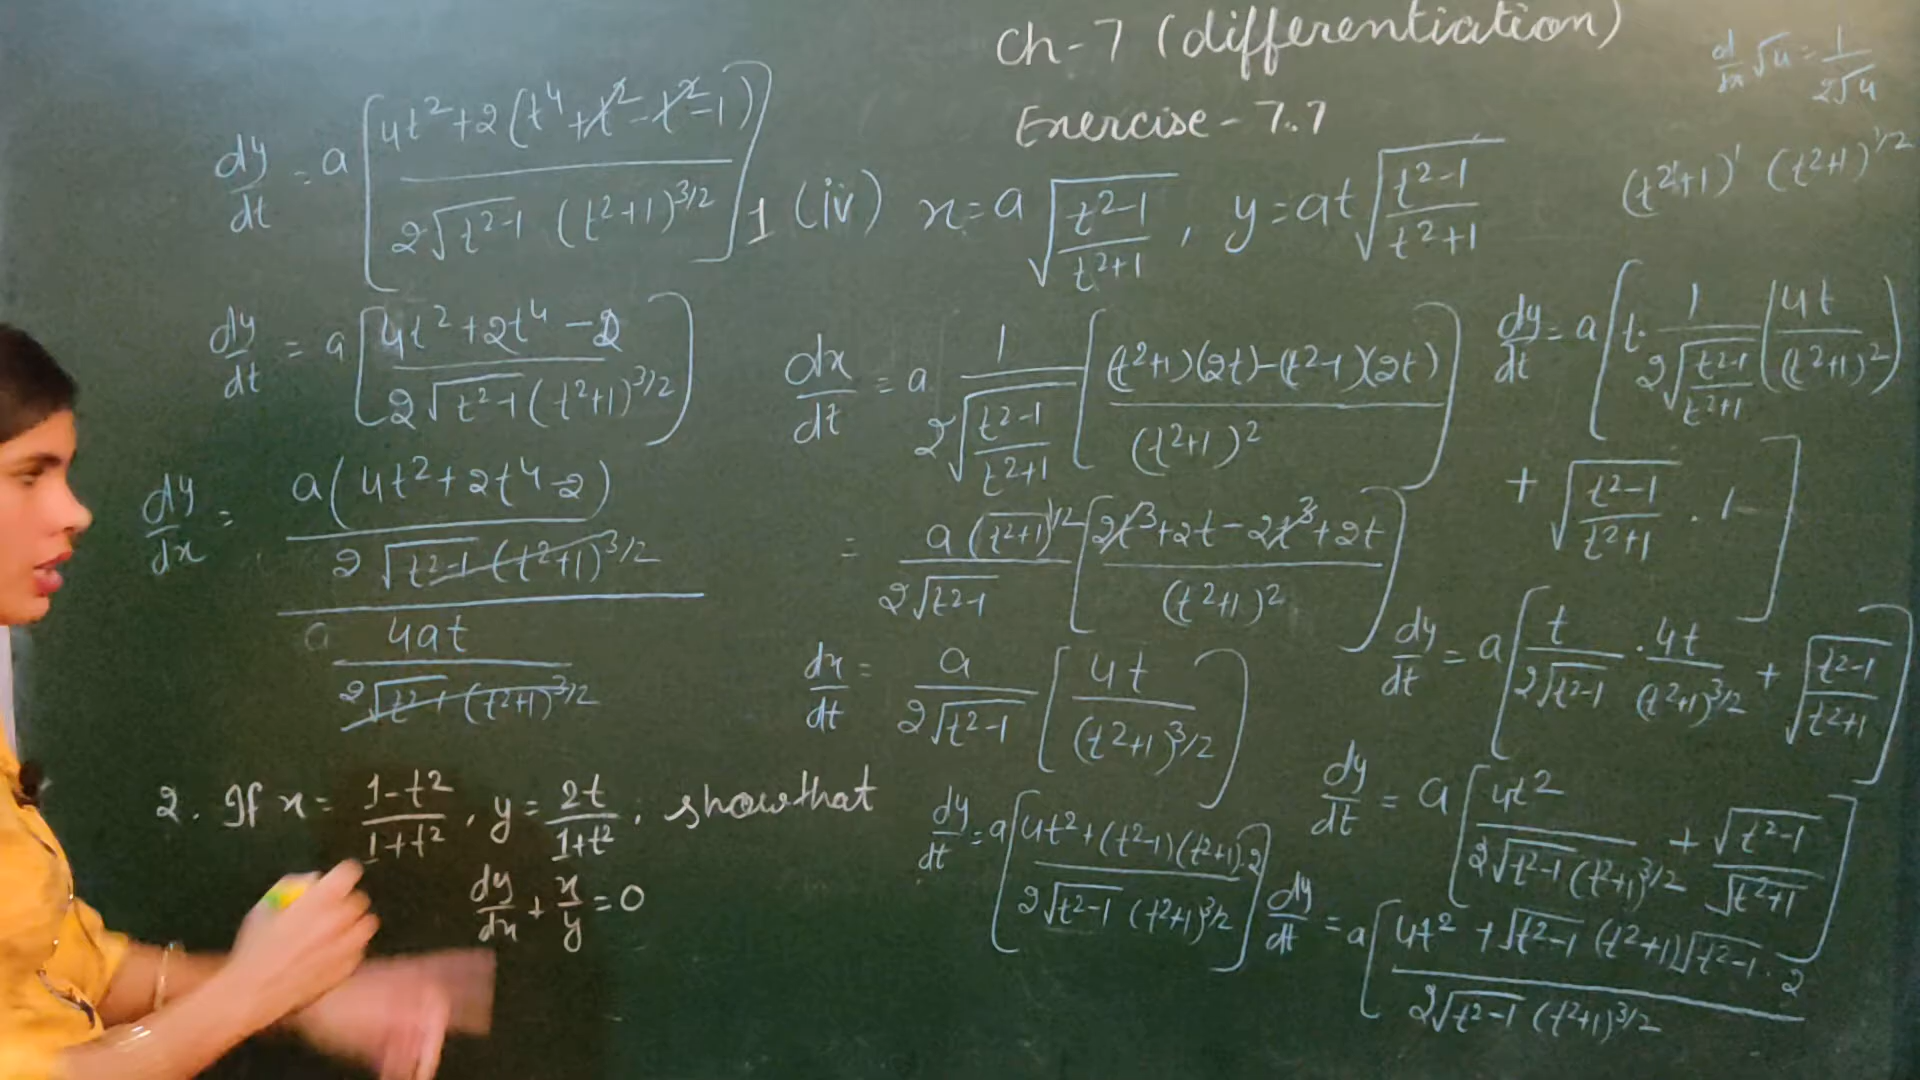 Ch-7 (differentiation)
Exercise - 7.7
d/dx √u = 1/2√u
(t²+1)¹ (t²+1)^1/2
1 (iv) x = a √(t²-1/t²+1), y = at √(t²-1/t²+1)
dx/dt = a 1/2√(t²-1/t²+1) [(t²+1)(2t)-(t²-1)(2t)/(t²+1)²]
= a(t²+1)^1/2/2√t²-1 [2t³+2t-2t³+2t/(t²+1)²]
dx/dt = a/2√t²-1 [4t/(t²+1)^3/2]
dy/dt = a[t. 1/2√(t²-1/t²+1) (4t/(t²+1)²)
+ √(t²-1/t²+1) . 1]
dy/dt = a[t/2√t²-1 . 4t/(t²+1)^3/2 + √(t²-1/t²+1)]
dy/dt = a[4t²/2√t²-1 (t²+1)^3/2 + √t²-1/√t²+1]
dy/dt = a[4t² + √t²-1 (t²+1)√t²-1 . 2/2√t²-1 (t²+1)^3/2
dy/dt = a[4t²+(t²-1)(t²+1).2/2√t²-1 (t²+1)^3/2]
dy/dt = a[4t²+2(t⁴+t²-t²-1)/2√t²-1 (t²+1)^3/2]
dy/dt = a[4t²+2t⁴-2/2√t²-1 (t²+1)^3/2]
dy/dx = a(4t²+2t⁴-2)/2√t²-1 (t²+1)^3/2 / 4at/2√t²-1 (t²+1)^3/2
2. If x = 1-t²/1+t², y = 2t/1+t²; show that
dy/dx + x/y = 0